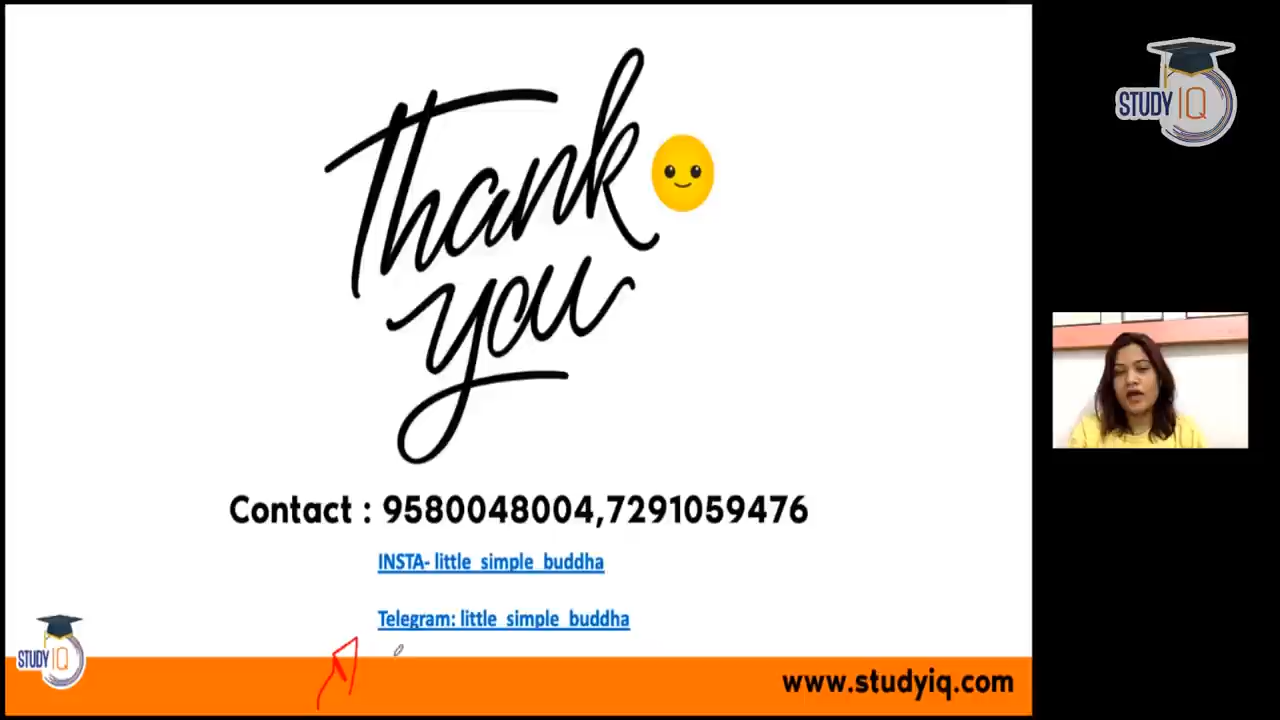 STUDY IQ
Thank
you
Contact : 9580048004,7291059476
INSTA- little_simple_buddha
Telegram: little_simple_buddha
STUDY IQ
www.studyiq.com